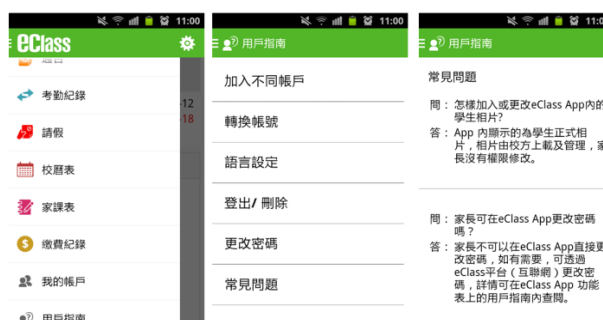 11:00
eClass
考勤紀錄
請假
校曆表
家課表
繳費紀錄
我的帳戶
用戶指南
-12
-18
11:00
用戶指南
加入不同帳戶
轉換帳號
語言設定
登出/ 刪除
更改密碼
常見問題
11:0
用戶指南
常見問題
問： 怎樣加入或更改eClass App內的
學生相片?
答： App 內顯示的為學生正式相
片，相片由校方上載及管理，家
長沒有權限修改。
問： 家長可在eClass App更改密碼
嗎？
答： 家長不可以在eClass App直接更
改密碼，如有需要，可透過
eClass平台（互聯網）更改密
碼，詳情可在eClass App 功能
表上的用戶指南內查閱。